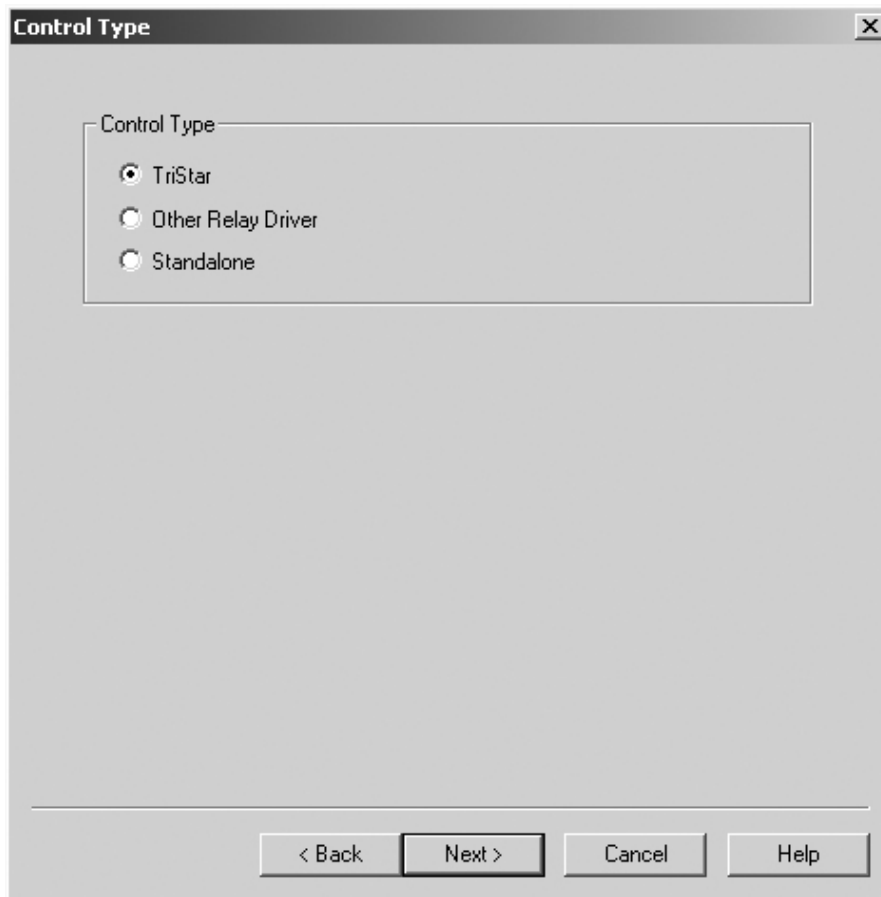 Control Type
Control Type
TriStar
Other Relay Driver
Standalone
< Back Next > Cancel Help